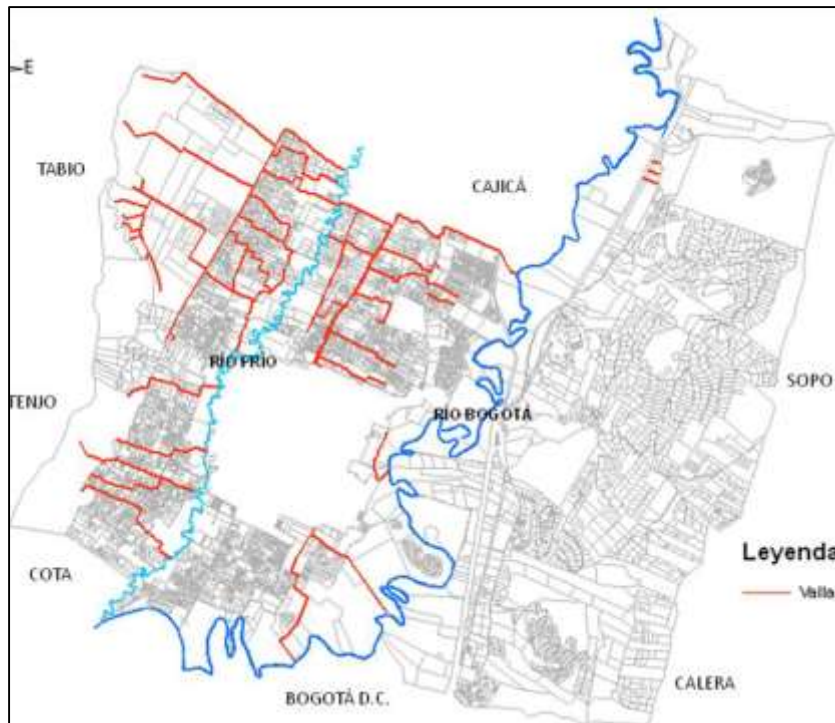 E
TABIO
CAJICÁ
RIO FRIO
SOPO
TENJO
RIO BOGOTÁ
Leyenda
COTA
Valla
CALERA
BOGOTÁ D.C.